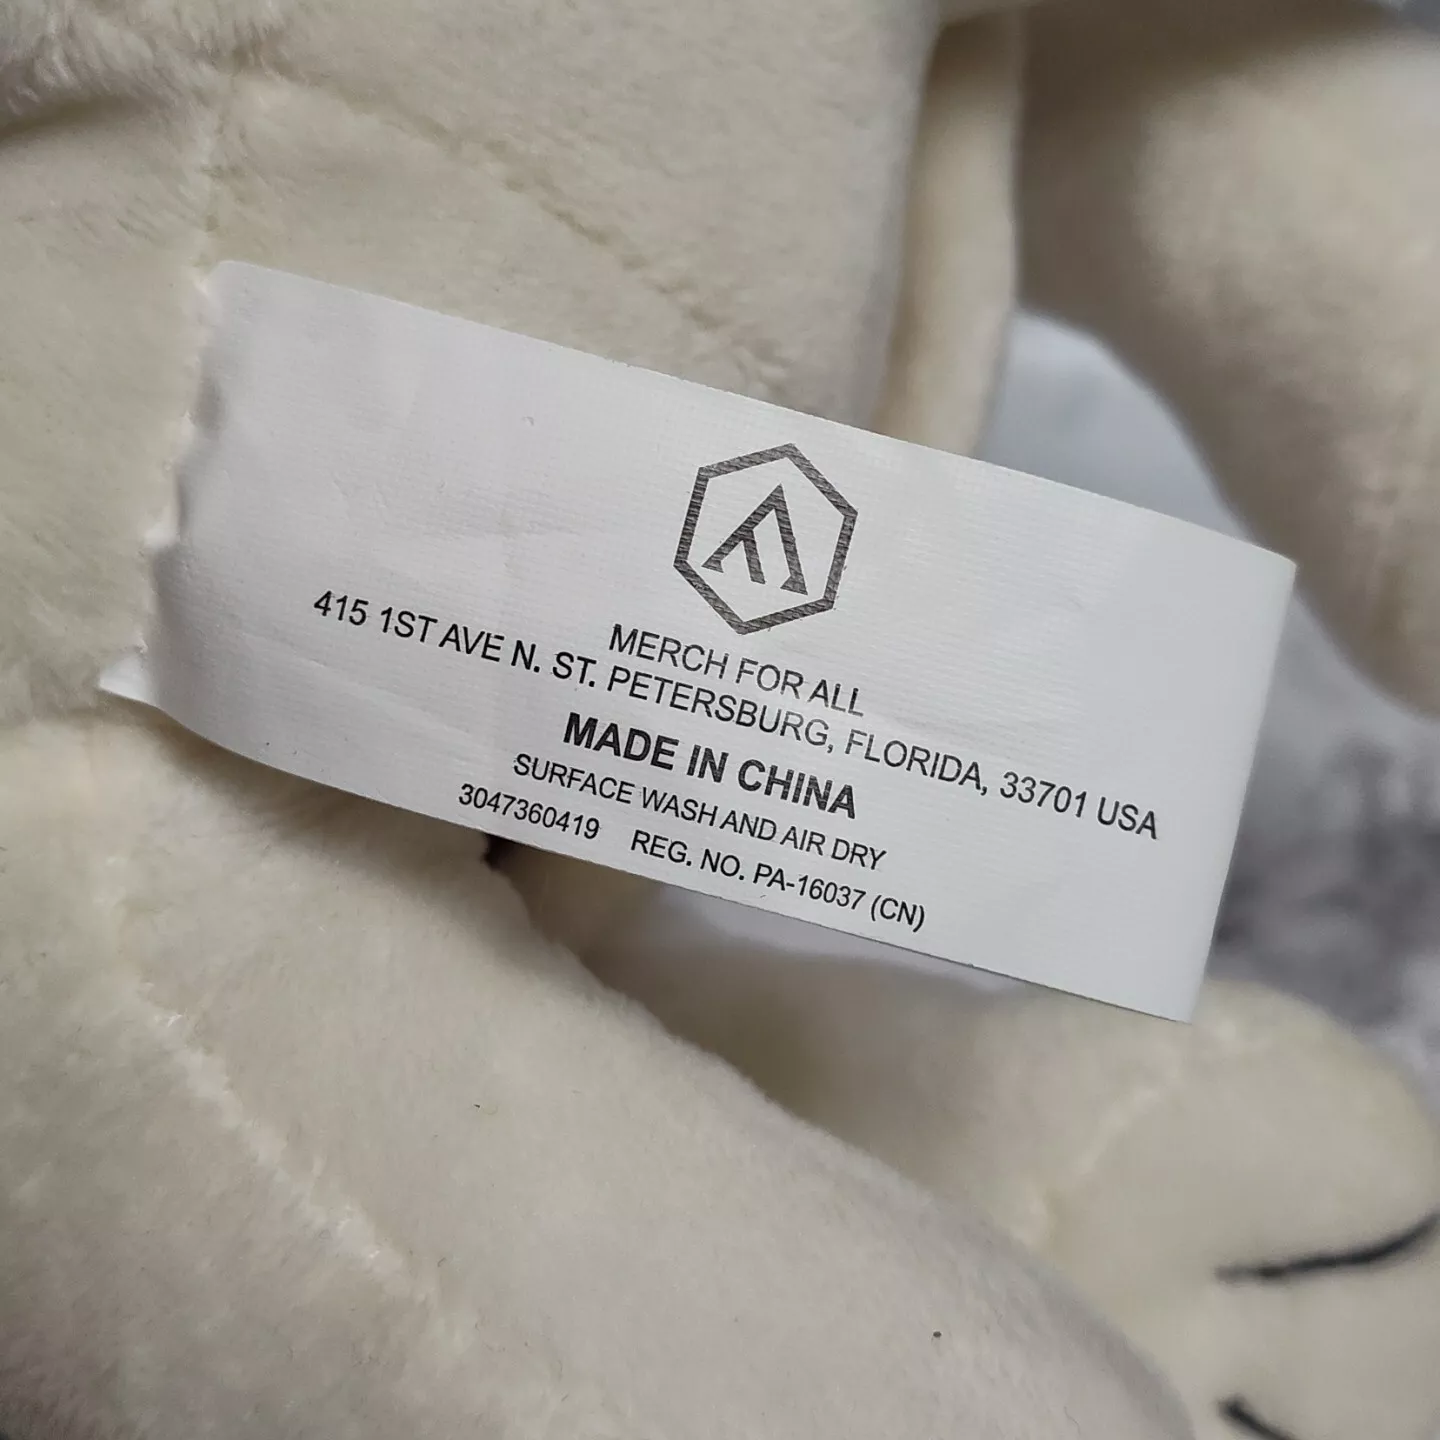 MERCH FOR ALL
415 1ST AVE N. ST. PETERSBURG, FLORIDA, 33701 USA
MADE IN CHINA
SURFACE WASH AND AIR DRY
3047360419 REG. NO. PA-16037 (CN)